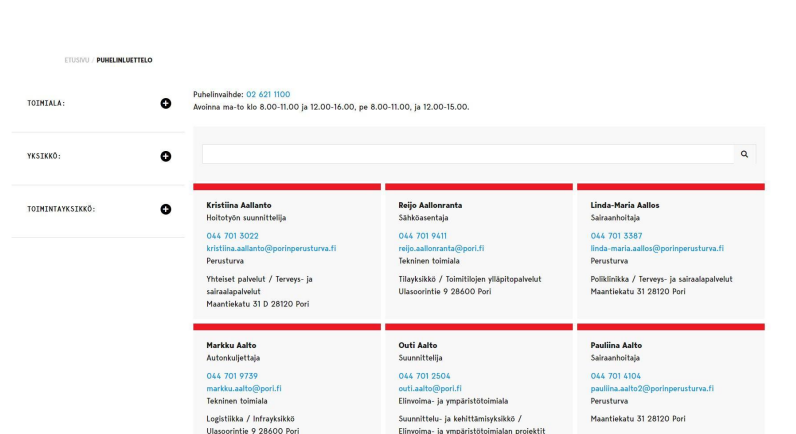 ETUSIVU / PUHELINLUETTELO
TOIMIALA:
YKSIKKÖ:
TOIMINTAYKSIKKÖ:
Puhelinvaihde: 02 621 1100
Avoinna ma-to klo 8.00-11.00 ja 12.00-16.00, pe 8.00-11.00, ja 12.00-15.00.
Kristiina Aallanto
Hoitotyön suunnittelija
044 701 3022
kristiina.aallanto@porinperusturva.fi
Perusturva
Yhteiset palvelut / Terveys- ja
sairaalapalvelut
Maantiekatu 31 D 28120 Pori
Reijo Aallonranta
Sähköasentaja
044 701 9411
reijo.aallonranta@pori.fi
Tekninen toimiala
Tilayksikkö / Toimitilojen ylläpitopalvelut
Ulasoorintie 9 28600 Pori
Linda-Maria Aallos
Sairaanhoitaja
044 701 3387
linda-maria.aallos@porinperusturva.fi
Perusturva
Poliklinikka / Terveys- ja sairaalapalvelut
Maantiekatu 31 28120 Pori
Markku Aalto
Autonkuljettaja
044 701 9739
markku.aalto@pori.fi
Tekninen toimiala
Logistiikka / Infrayksikkö
Ulasoorintie 9 28600 Pori
Outi Aalto
Suunnittelija
044 701 2504
outi.aalto@pori.fi
Elinvoima- ja ympäristötoimiala
Suunnittelu- ja kehittämisyksikkö /
Elinvoima- ja ympäristötoimialan projektit
Pauliina Aalto
Sairaanhoitaja
044 701 4104
pauliina.aalto2@porinperusturva.fi
Perusturva
Maantiekatu 31 28120 Pori